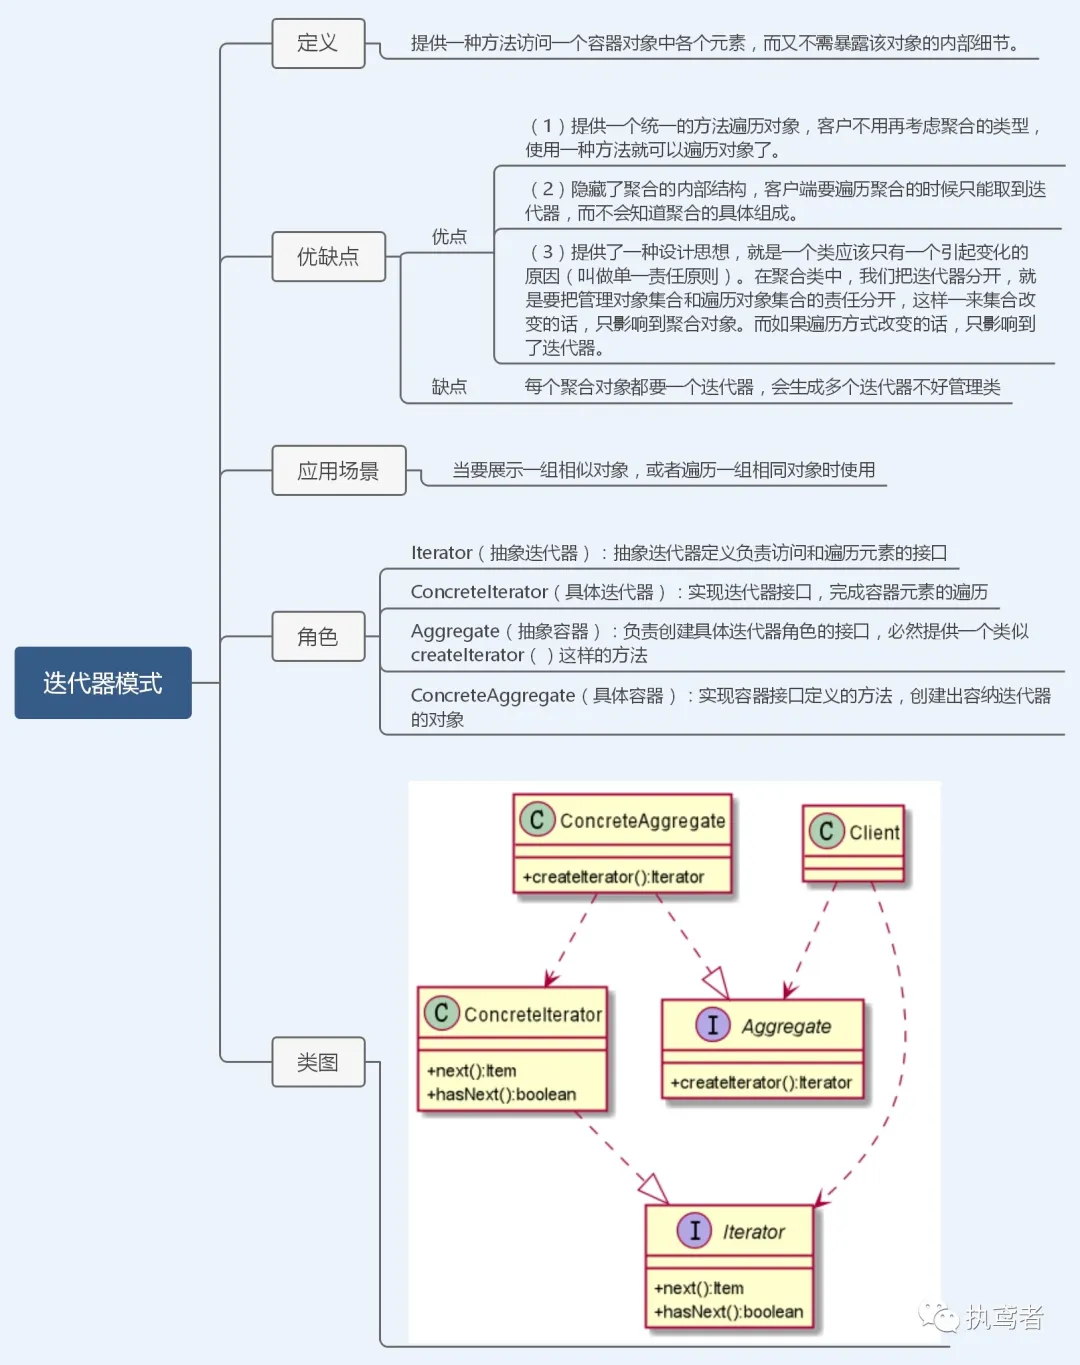 定义
提供一种方法访问一个容器对象中各个元素，而又不需暴露该对象的内部细节。
优缺点
优点
（1）提供一个统一的方法遍历对象，客户不用再考虑聚合的类型，
使用一种方法就可以遍历对象了。
（2）隐藏了聚合的内部结构，客户端要遍历聚合的时候只能取到迭
代器，而不会知道聚合的具体组成。
（3）提供了一种设计思想，就是一个类应该只有一个引起变化的
原因（叫做单一责任原则）。在聚合类中，我们把迭代器分开，就
是要把管理对象集合和遍历对象集合的责任分开，这样一来集合改
变的话，只影响到聚合对象。而如果遍历方式改变的话，只影响到
了迭代器。
缺点
每个聚合对象都要一个迭代器，会生成多个迭代器不好管理类
应用场景
当要展示一组相似对象，或者遍历一组相同对象时使用
角色
Iterator（抽象迭代器）：抽象迭代器定义负责访问和遍历元素的接口
ConcreteIterator（具体迭代器）：实现迭代器接口，完成容器元素的遍历
Aggregate（抽象容器）：负责创建具体迭代器角色的接口，必然提供一个类似
createIterator（ ）这样的方法
ConcreteAggregate（具体容器）：实现容器接口定义的方法，创建出容纳迭代器
的对象
迭代器模式
类图
C ConcreteAggregate
+createIterator():Iterator
C Client
C ConcreteIterator
+next():Item
+hasNext():boolean
I Aggregate
+createIterator():Iterator
I Iterator
+next():Item
+hasNext():boolean
执鸢者